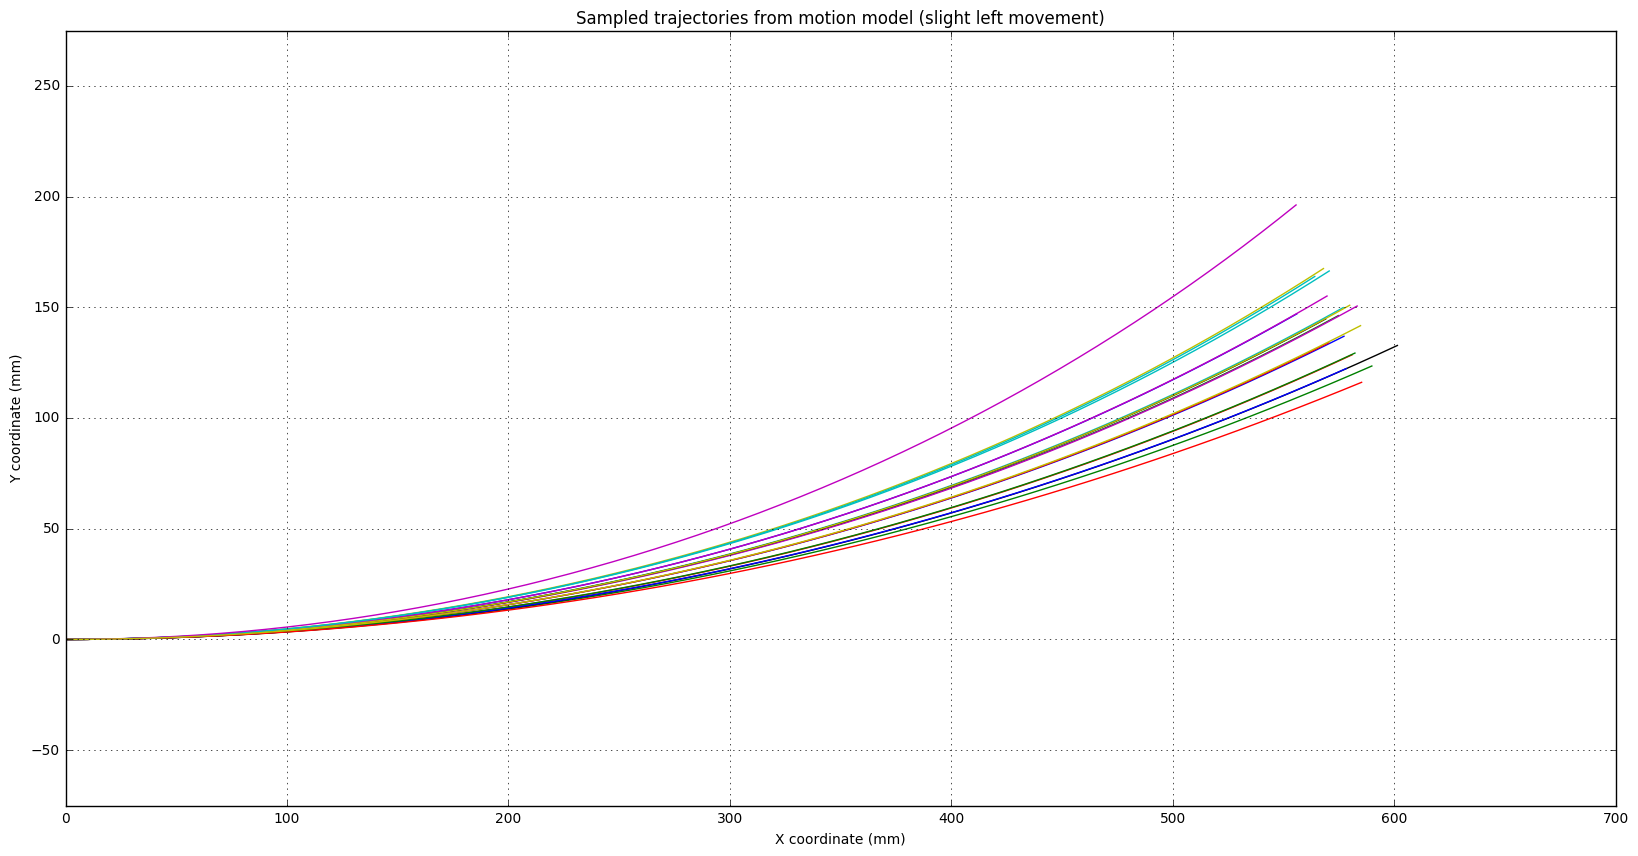 Sampled trajectories from motion model (slight left movement)
250
200
150
100
50
0
−50
Y coordinate (mm)
0 100 200 300 400 500 600 700
X coordinate (mm)